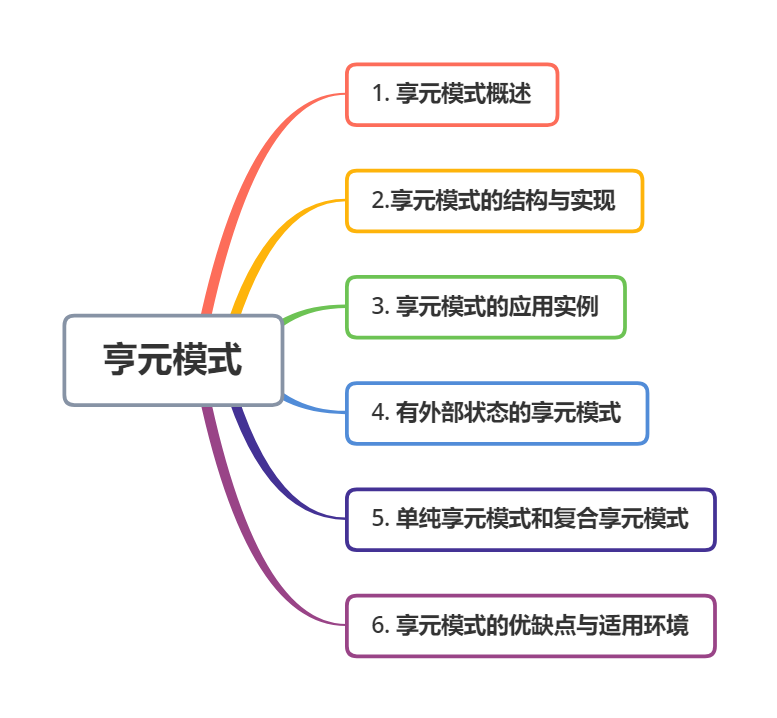 1. 享元模式概述
2.享元模式的结构与实现
3. 享元模式的应用实例
亨元模式
4. 有外部状态的享元模式
5. 单纯享元模式和复合享元模式
6. 享元模式的优缺点与适用环境